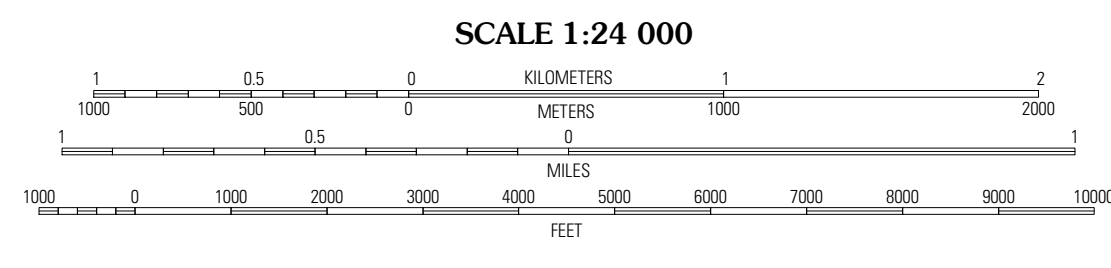 SCALE 1:24 000
1 0.5 0 KILOMETERS 1 2
1000 500 0 METERS 1000 2000
1 0.5 0 1
MILES
1000 0 1000 2000 3000 4000 5000 6000 7000 8000 9000 10000
FEET